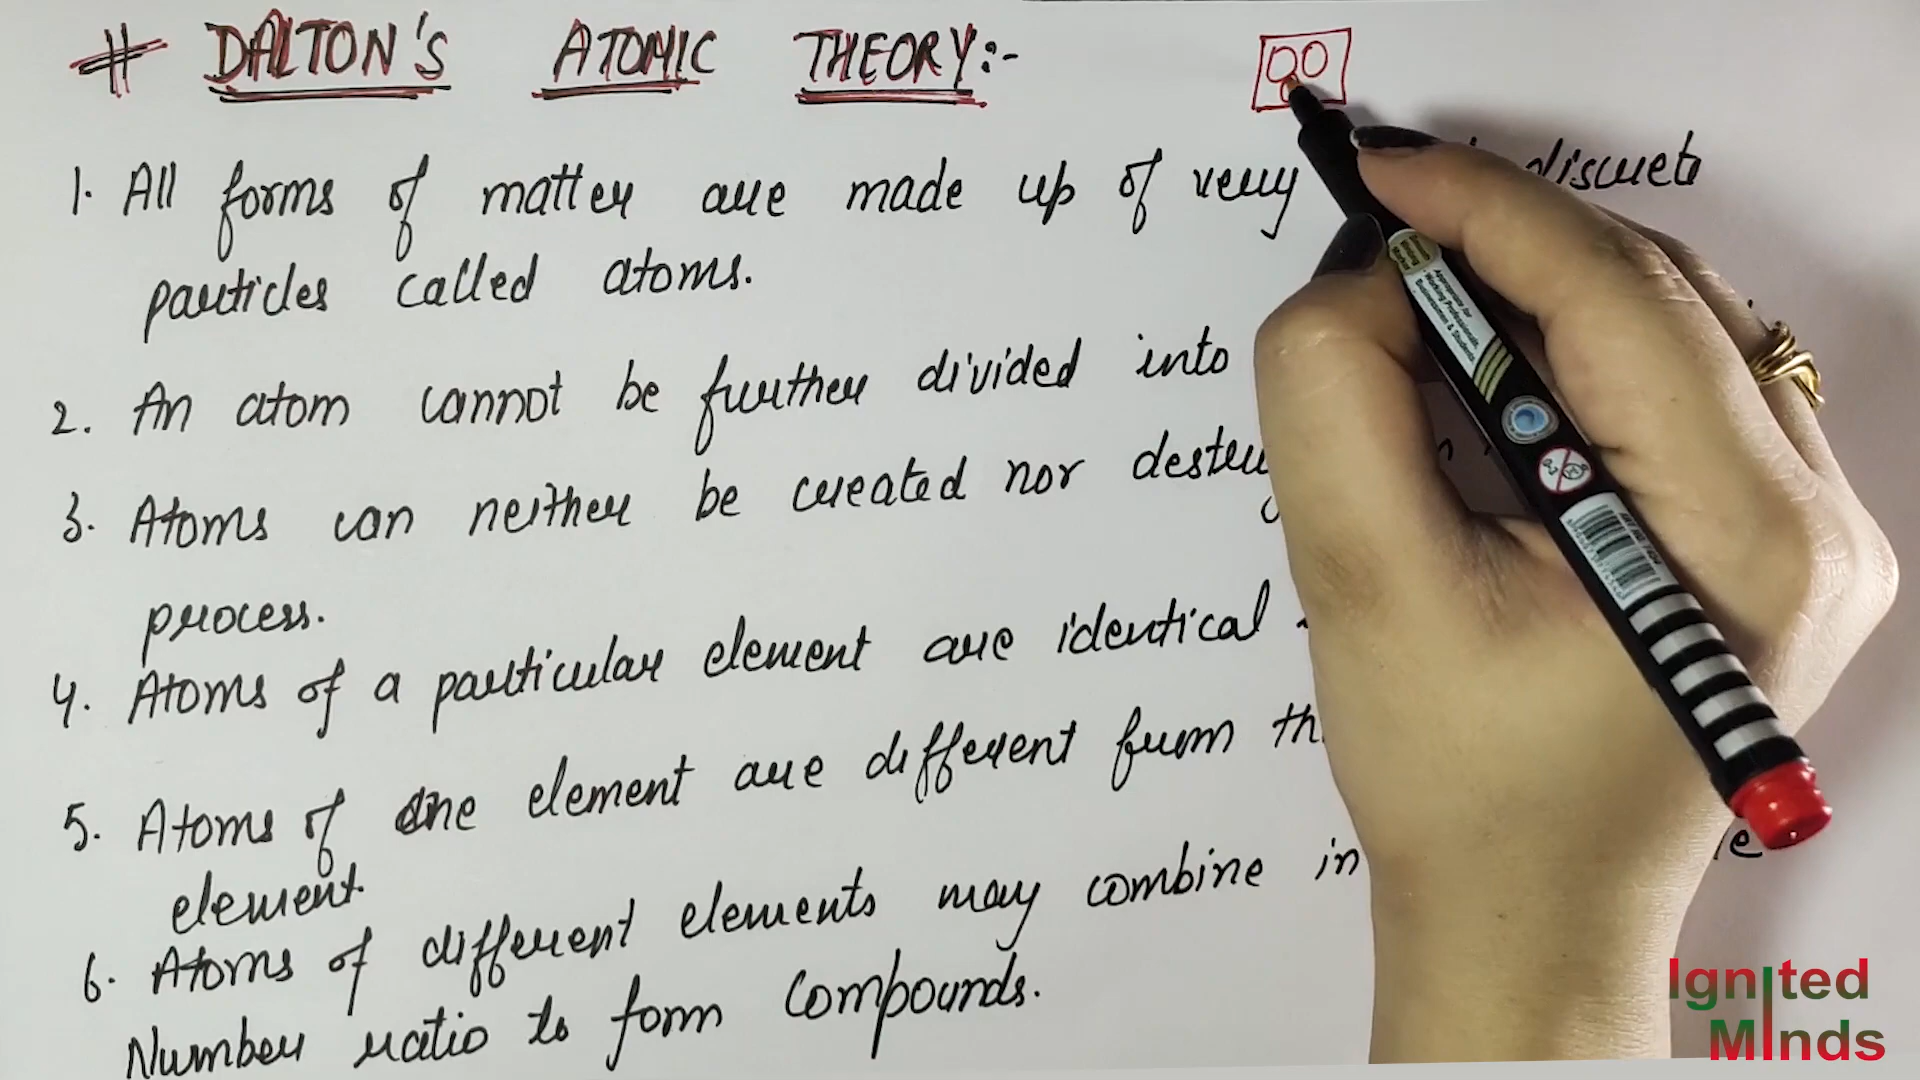 # DALTON'S ATOMIC THEORY:-
1. All forms of matter are made up of very discrete
particles called atoms.
2. An atom cannot be further divided into
3. Atoms can neither be created nor
process.
4. Atoms of a particular element are identical
5. Atoms of one element are different from
element.
6. Atoms of different elements may combine in
Number ratio to form Compounds.
Ignited
Minds